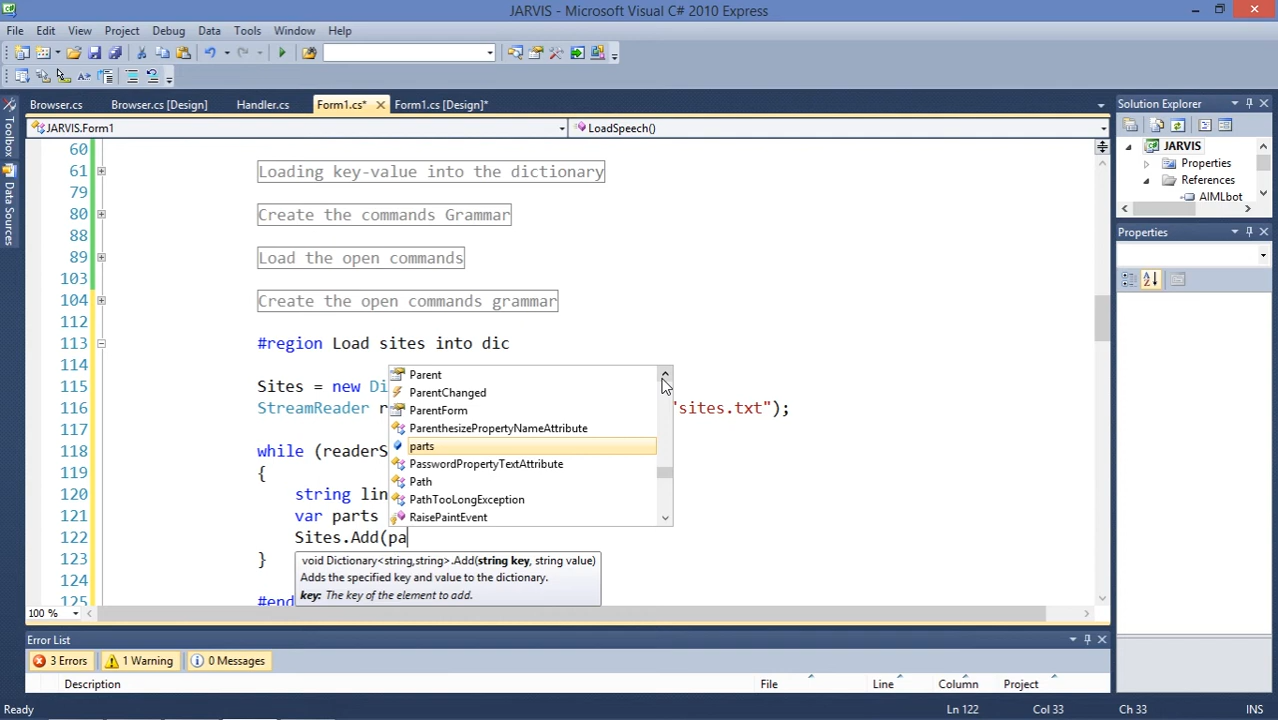 JARVIS - Microsoft Visual C# 2010 Express
File Edit View Project Debug Data Tools Window Help
Browser.cs Browser.cs [Design] Handler.cs Form1.cs* Form1.cs [Design]*
Solution Explorer
JARVIS.Form1 LoadSpeech()
JARVIS
Properties
References
AIMLbot
Properties
Toolbox
Data Sources
60
61 Loading key-value into the dictionary
79
80 Create the commands Grammar
88
89 Load the open commands
103
104 Create the open commands grammar
112
113 #region Load sites into dic
114
115 Sites = new Di
116 StreamReader r "sites.txt");
117
118 while (readerS
119 {
120 string lin
121 var parts
122 Sites.Add(pa
123 }
124
125 #end
Parent
ParentChanged
ParentForm
ParenthesizePropertyNameAttribute
parts
PasswordPropertyTextAttribute
Path
PathTooLongException
RaisePaintEvent
void Dictionary<string,string>.Add(string key, string value)
Adds the specified key and value to the dictionary.
key: The key of the element to add.
100 %
Error List
3 Errors 1 Warning 0 Messages
Description File Line Column Project
Ready Ln 122 Col 33 Ch 33 INS